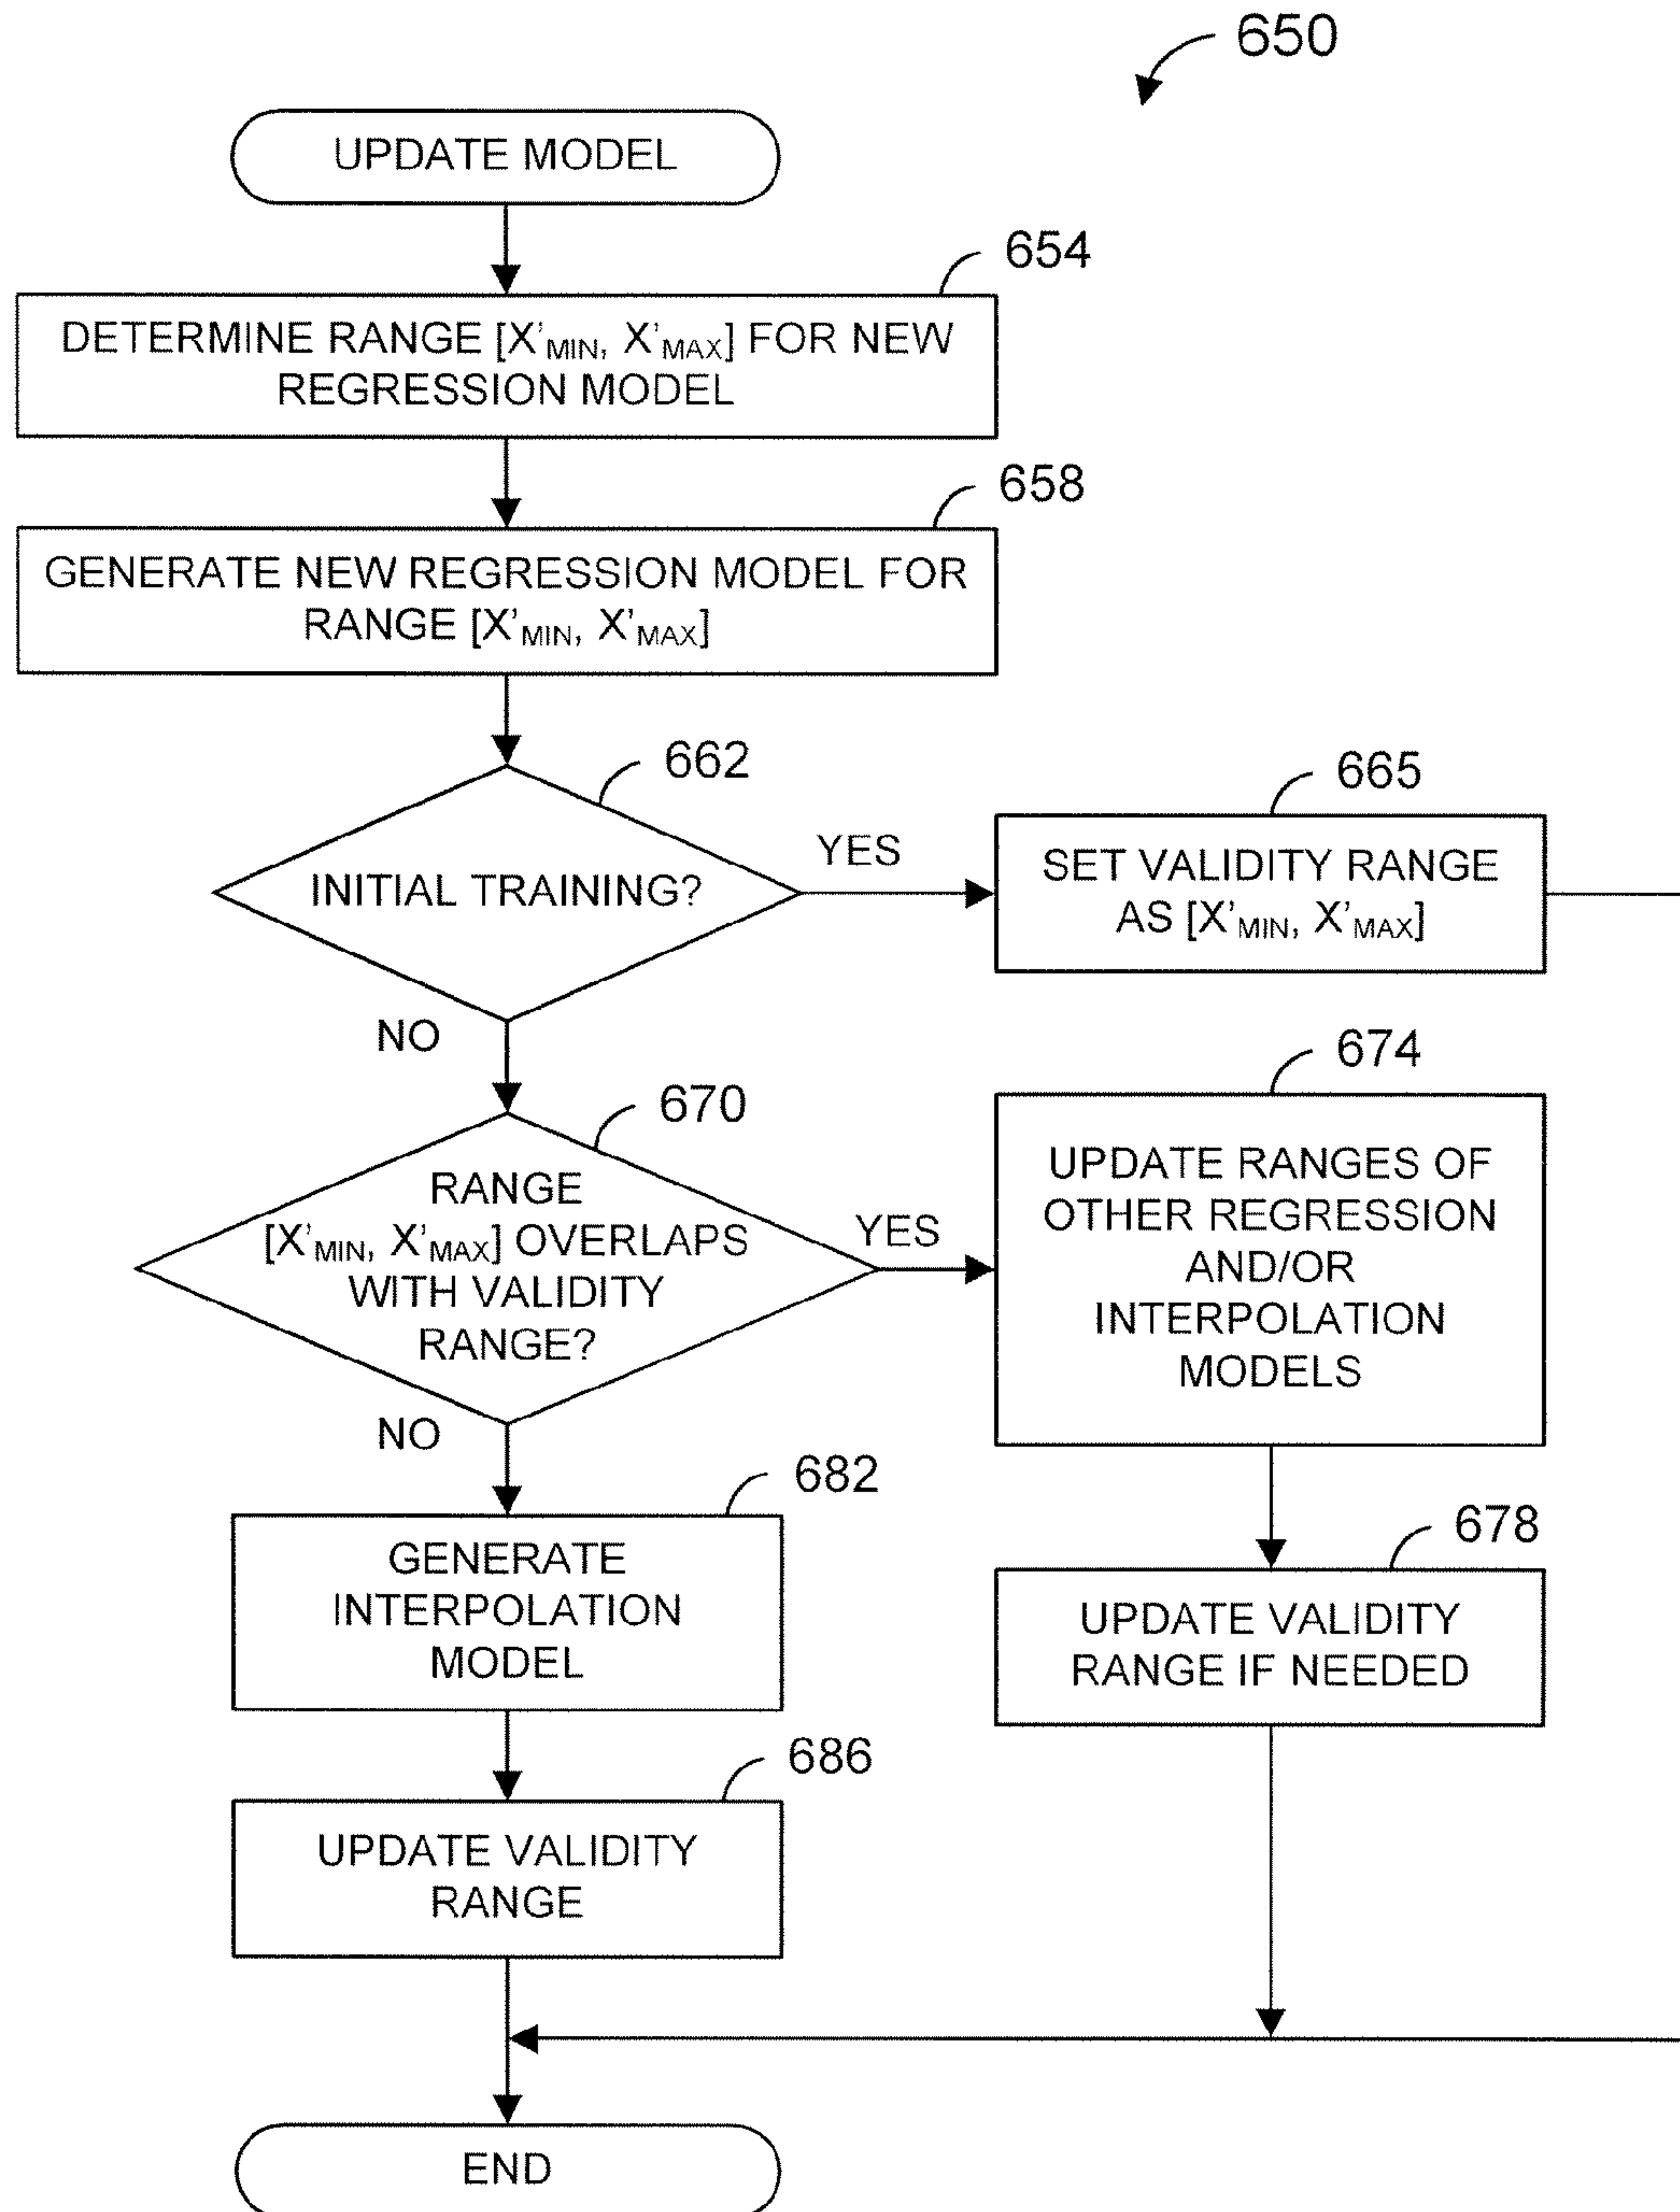 650
UPDATE MODEL
654
DETERMINE RANGE [X'MIN, X'MAX] FOR NEW
REGRESSION MODEL
658
GENERATE NEW REGRESSION MODEL FOR
RANGE [X'MIN, X'MAX]
662
INITIAL TRAINING?
YES
665
SET VALIDITY RANGE
AS [X'MIN, X'MAX]
NO
670
RANGE
[X'MIN, X'MAX] OVERLAPS
WITH VALIDITY
RANGE?
YES
674
UPDATE RANGES OF
OTHER REGRESSION
AND/OR
INTERPOLATION
MODELS
NO
682
GENERATE
INTERPOLATION
MODEL
678
UPDATE VALIDITY
RANGE IF NEEDED
686
UPDATE VALIDITY
RANGE
END